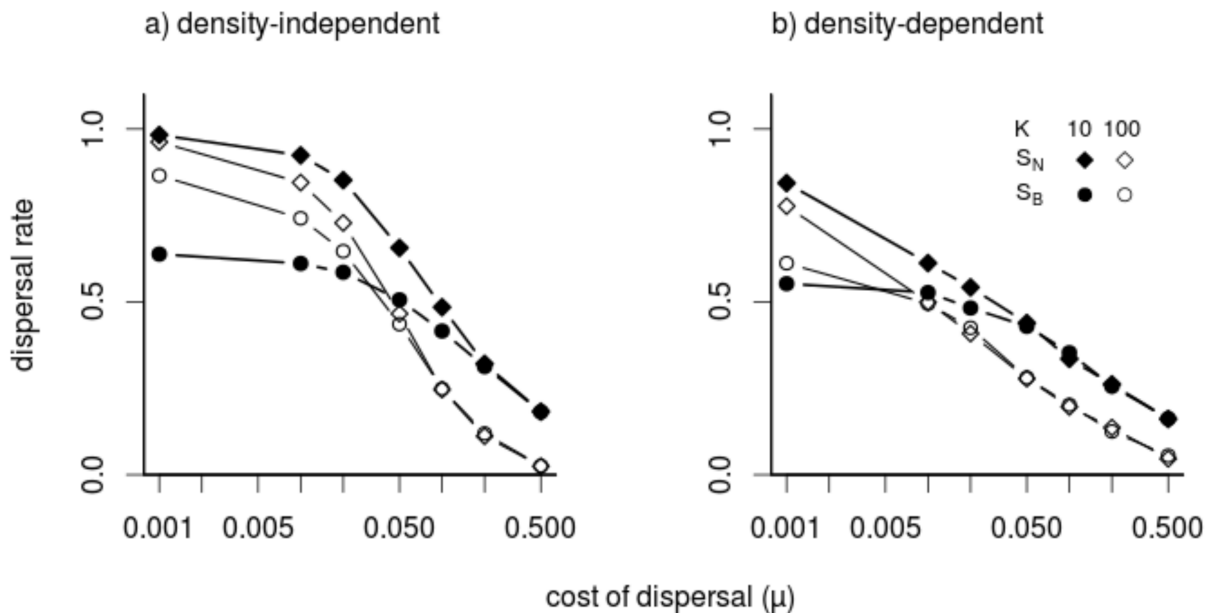 a) density-independent
b) density-dependent
dispersal rate
1.0
0.5
0.0
0.001 0.005 0.050 0.500
1.0
0.5
0.0
K 10 100
S_N
S_B
0.001 0.005 0.050 0.500
cost of dispersal (μ)